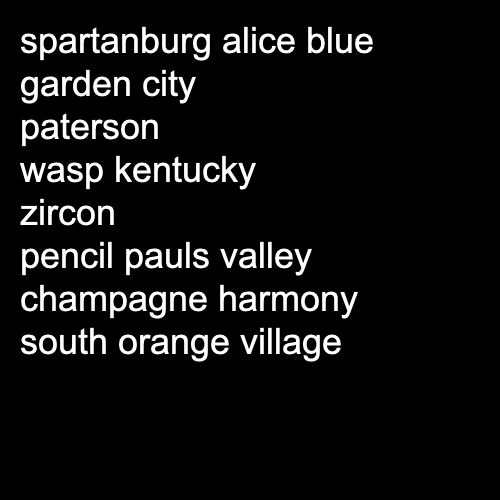 spartanburg alice blue
garden city
paterson
wasp kentucky
zircon
pencil pauls valley
champagne harmony
south orange village